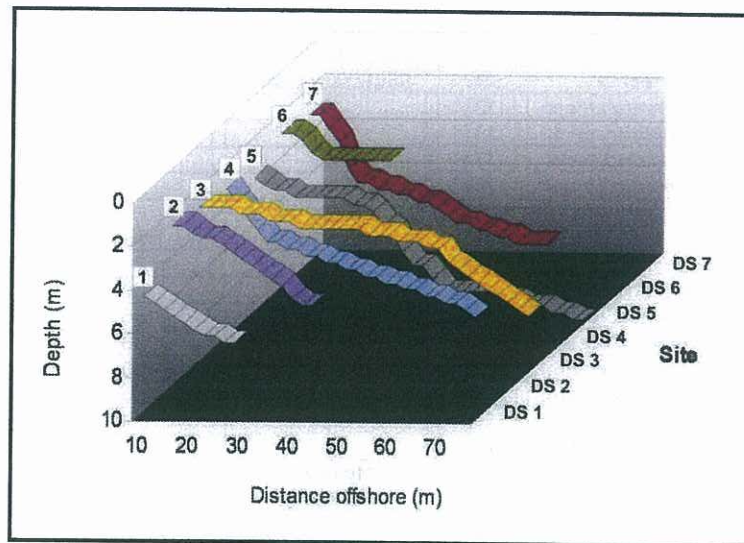 7
6
5
4
3
2
1
0
2
4
6
8
10
Depth (m)
10 20 30 40 50 60 70
Distance offshore (m)
DS 7
DS 6
DS 5
DS 4
DS 3
DS 2
DS 1
Site